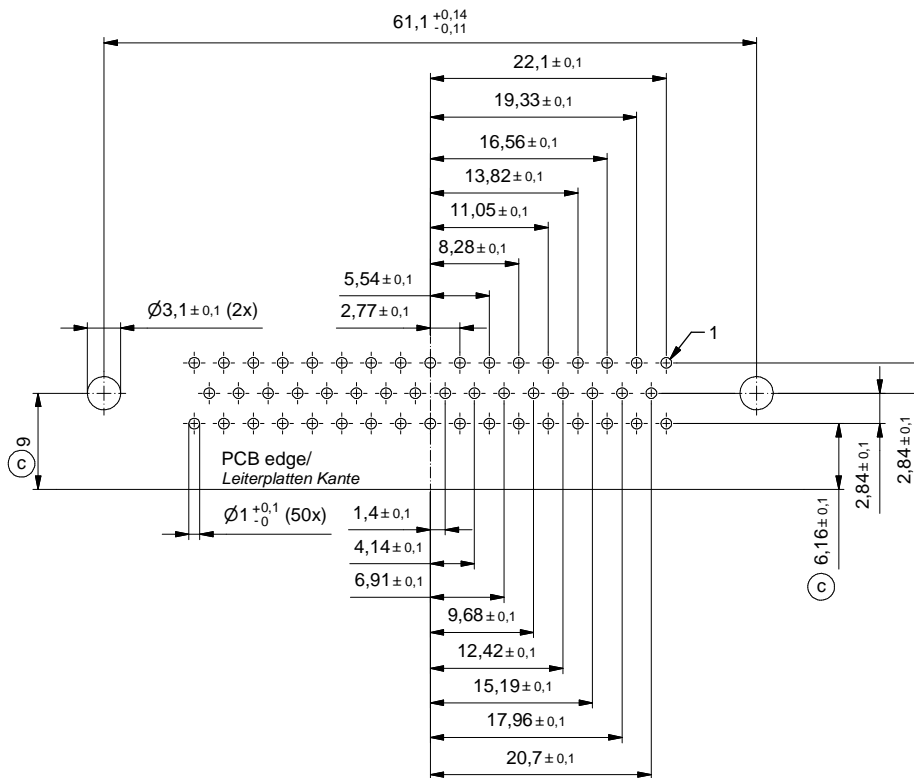 61,1 +0,14 -0,11
22,1 ± 0,1
19,33 ± 0,1
16,56 ± 0,1
13,82 ± 0,1
11,05 ± 0,1
8,28 ± 0,1
5,54 ± 0,1
Ø3,1 ± 0,1 (2x)
2,77 ± 0,1
1
c 9
PCB edge/
Leiterplatten Kante
Ø1 +0,1 -0 (50x)
1,4 ± 0,1
4,14 ± 0,1
6,91 ± 0,1
9,68 ± 0,1
12,42 ± 0,1
15,19 ± 0,1
17,96 ± 0,1
20,7 ± 0,1
c 6,16 ± 0,1
2,84 ± 0,1
2,84 ± 0,1